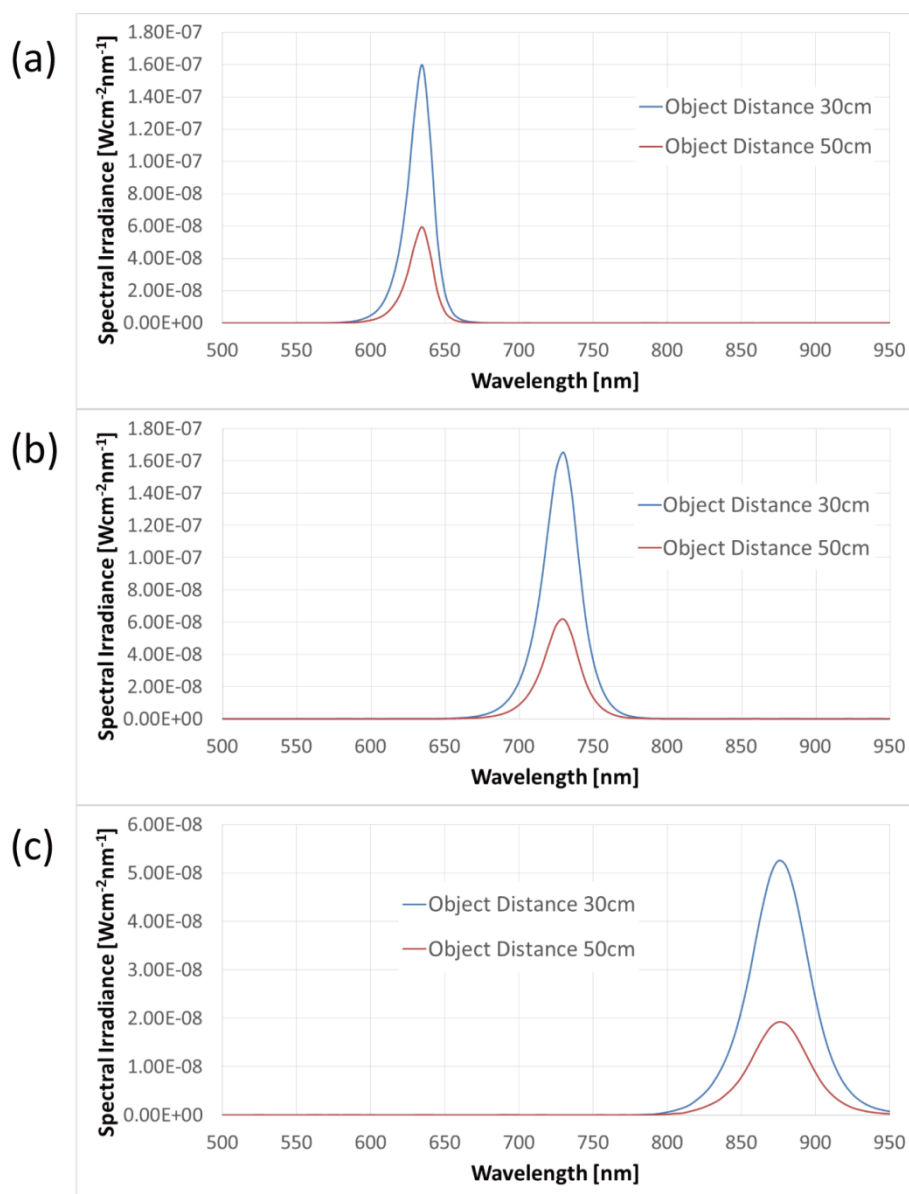 (a)
Spectral Irradiance [Wcm-2nm-1]
1.80E-07
1.60E-07
1.40E-07
1.20E-07
1.00E-07
8.00E-08
6.00E-08
4.00E-08
2.00E-08
0.00E+00
Object Distance 30cm
Object Distance 50cm
500 550 600 650 700 750 800 850 900 950
Wavelength [nm]
(b)
Spectral Irradiance [Wcm-2nm-1]
1.80E-07
1.60E-07
1.40E-07
1.20E-07
1.00E-07
8.00E-08
6.00E-08
4.00E-08
2.00E-08
0.00E+00
Object Distance 30cm
Object Distance 50cm
500 550 600 650 700 750 800 850 900 950
Wavelength [nm]
(c)
Spectral Irradiance [Wcm-2nm-1]
6.00E-08
5.00E-08
4.00E-08
3.00E-08
2.00E-08
1.00E-08
0.00E+00
Object Distance 30cm
Object Distance 50cm
500 550 600 650 700 750 800 850 900 950
Wavelength [nm]